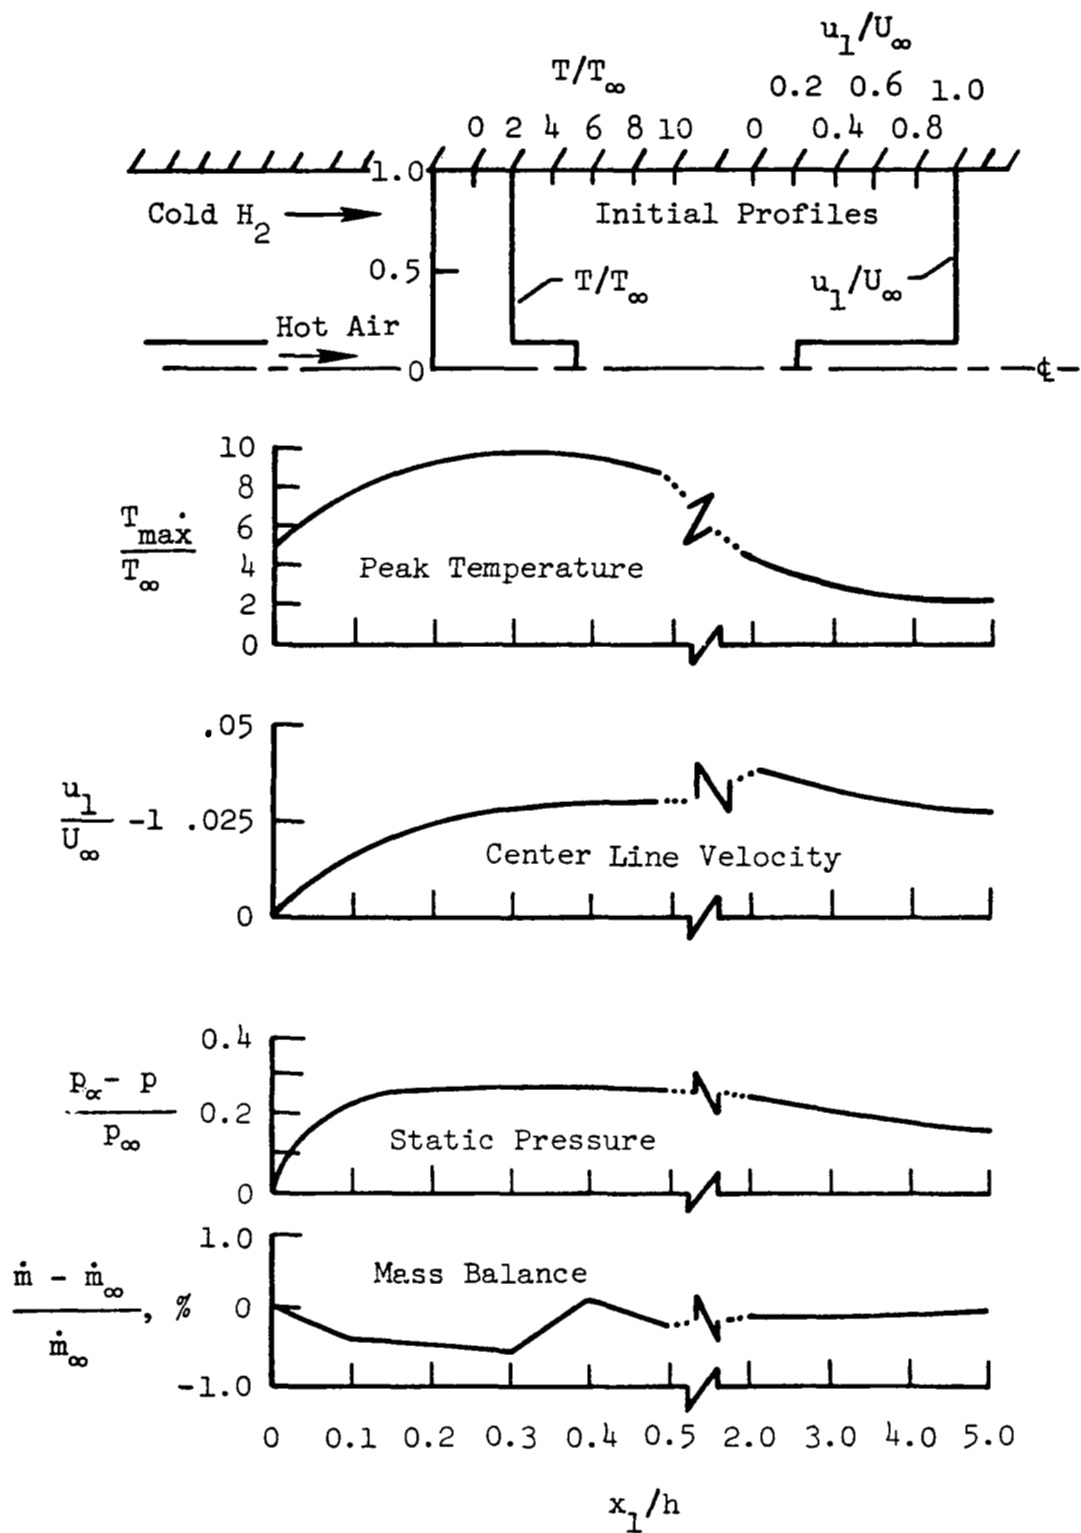 u₁/U∞
T/T∞
0.2 0.6 1.0
0 2 4 6 8 10 0 0.4 0.8
1.0
Cold H₂
Initial Profiles
0.5
T/T∞
u₁/U∞
Hot Air
0
℄
10
8
6
4
2
0
Tmax
T∞
Peak Temperature
.05
.025
0
u₁
U∞
-1
Center Line Velocity
0.4
0.2
0
p∝ - p
p∞
Static Pressure
1.0
0
-1.0
ṁ - ṁ∞
ṁ∞
, %
Mass Balance
0 0.1 0.2 0.3 0.4 0.5 2.0 3.0 4.0 5.0
x₁/h